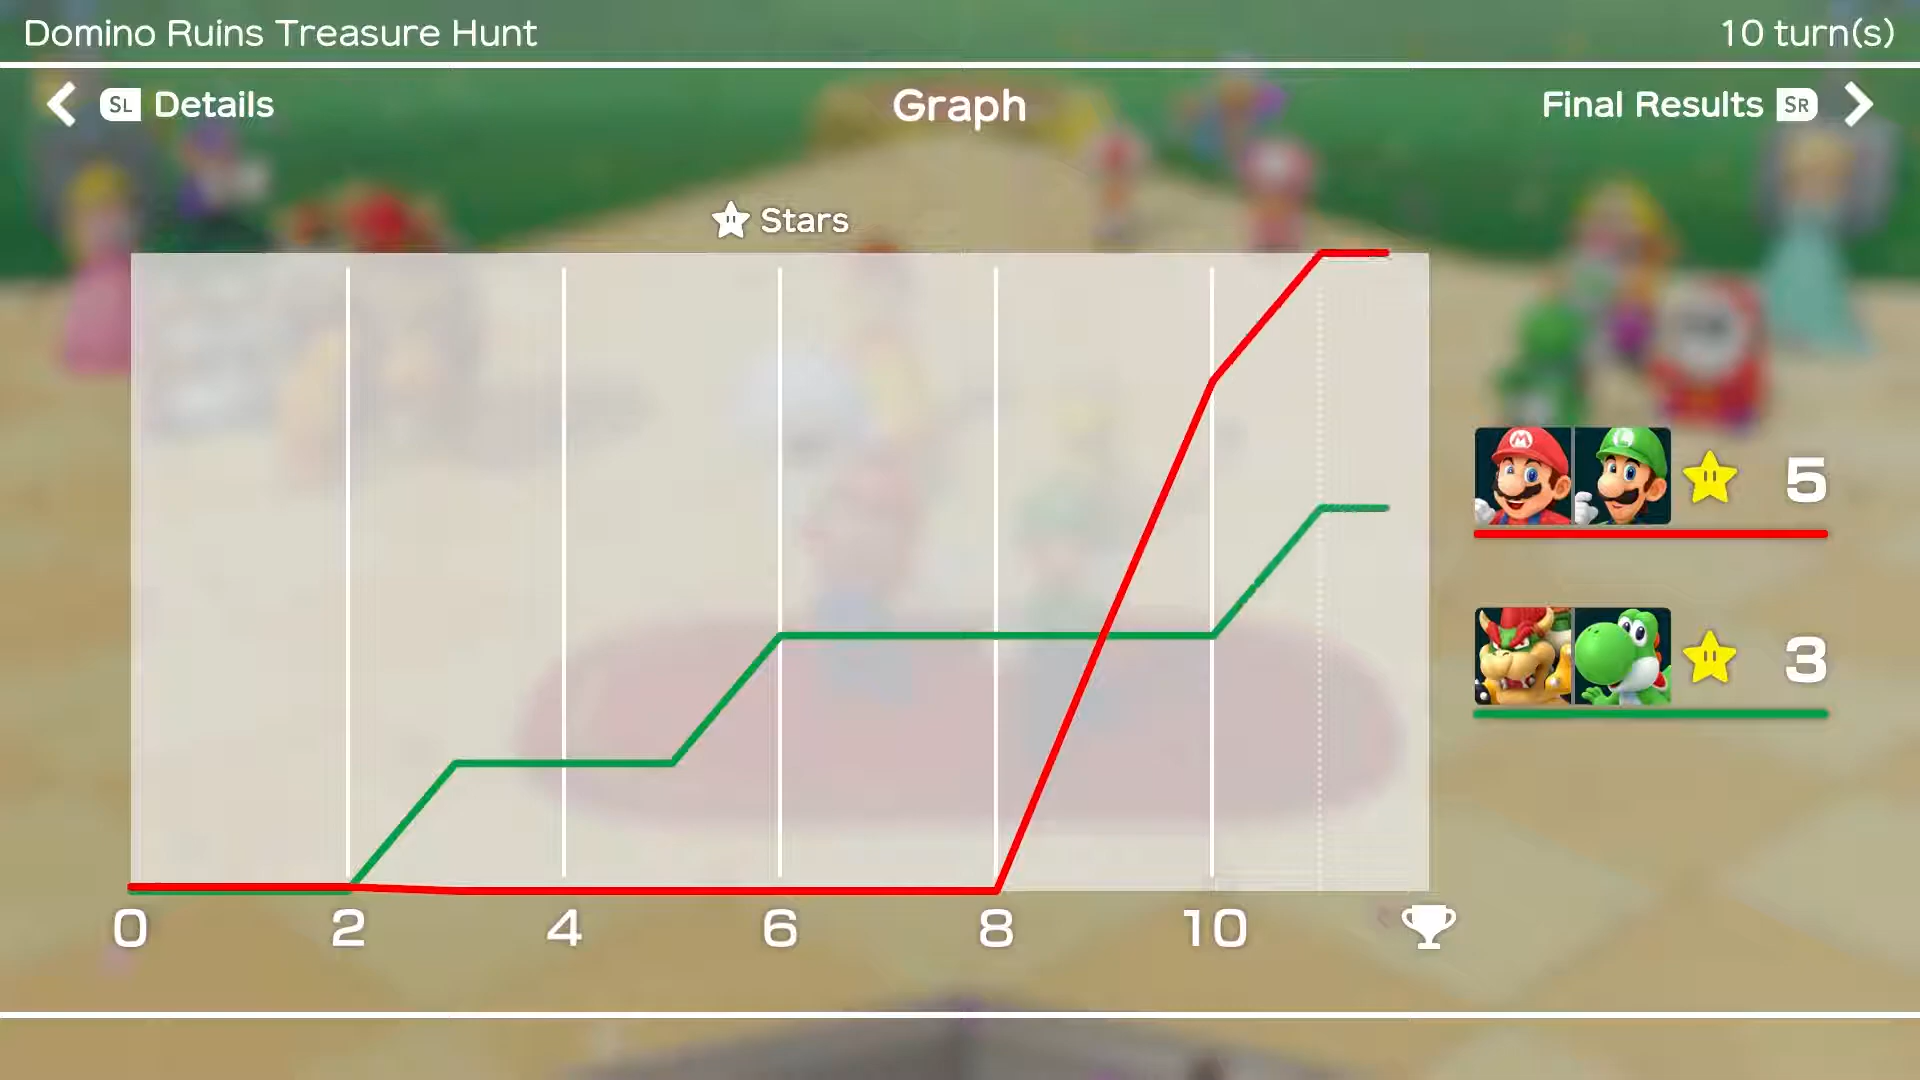 Domino Ruins Treasure Hunt
10 turn(s)
SL Details
Graph
Final Results SR
Stars
5
3
0 2 4 6 8 10